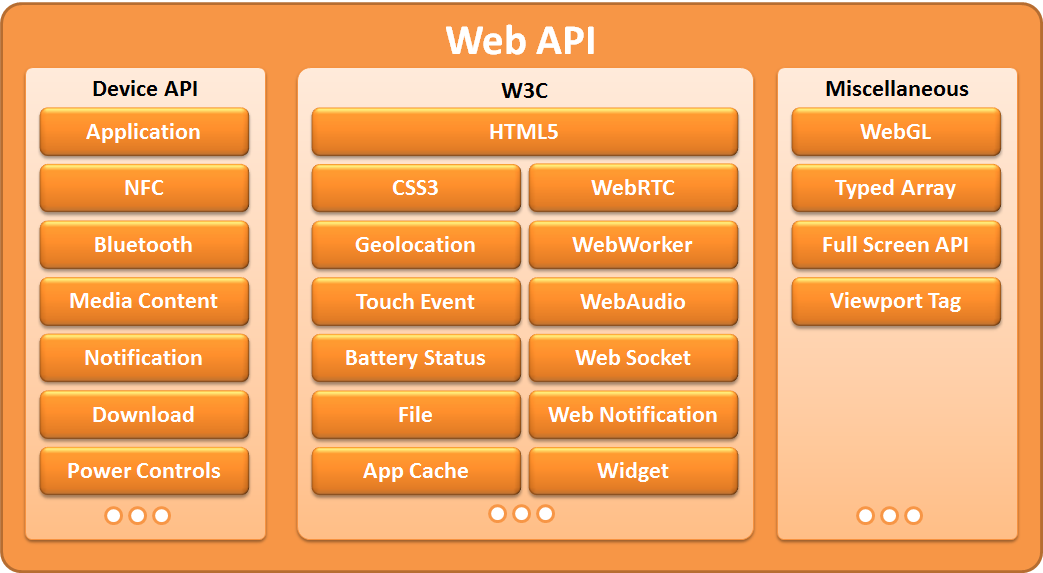 Web API
Device API
Application
NFC
Bluetooth
Media Content
Notification
Download
Power Controls
W3C
HTML5
CSS3
WebRTC
Geolocation
WebWorker
Touch Event
WebAudio
Battery Status
Web Socket
File
Web Notification
App Cache
Widget
Miscellaneous
WebGL
Typed Array
Full Screen API
Viewport Tag